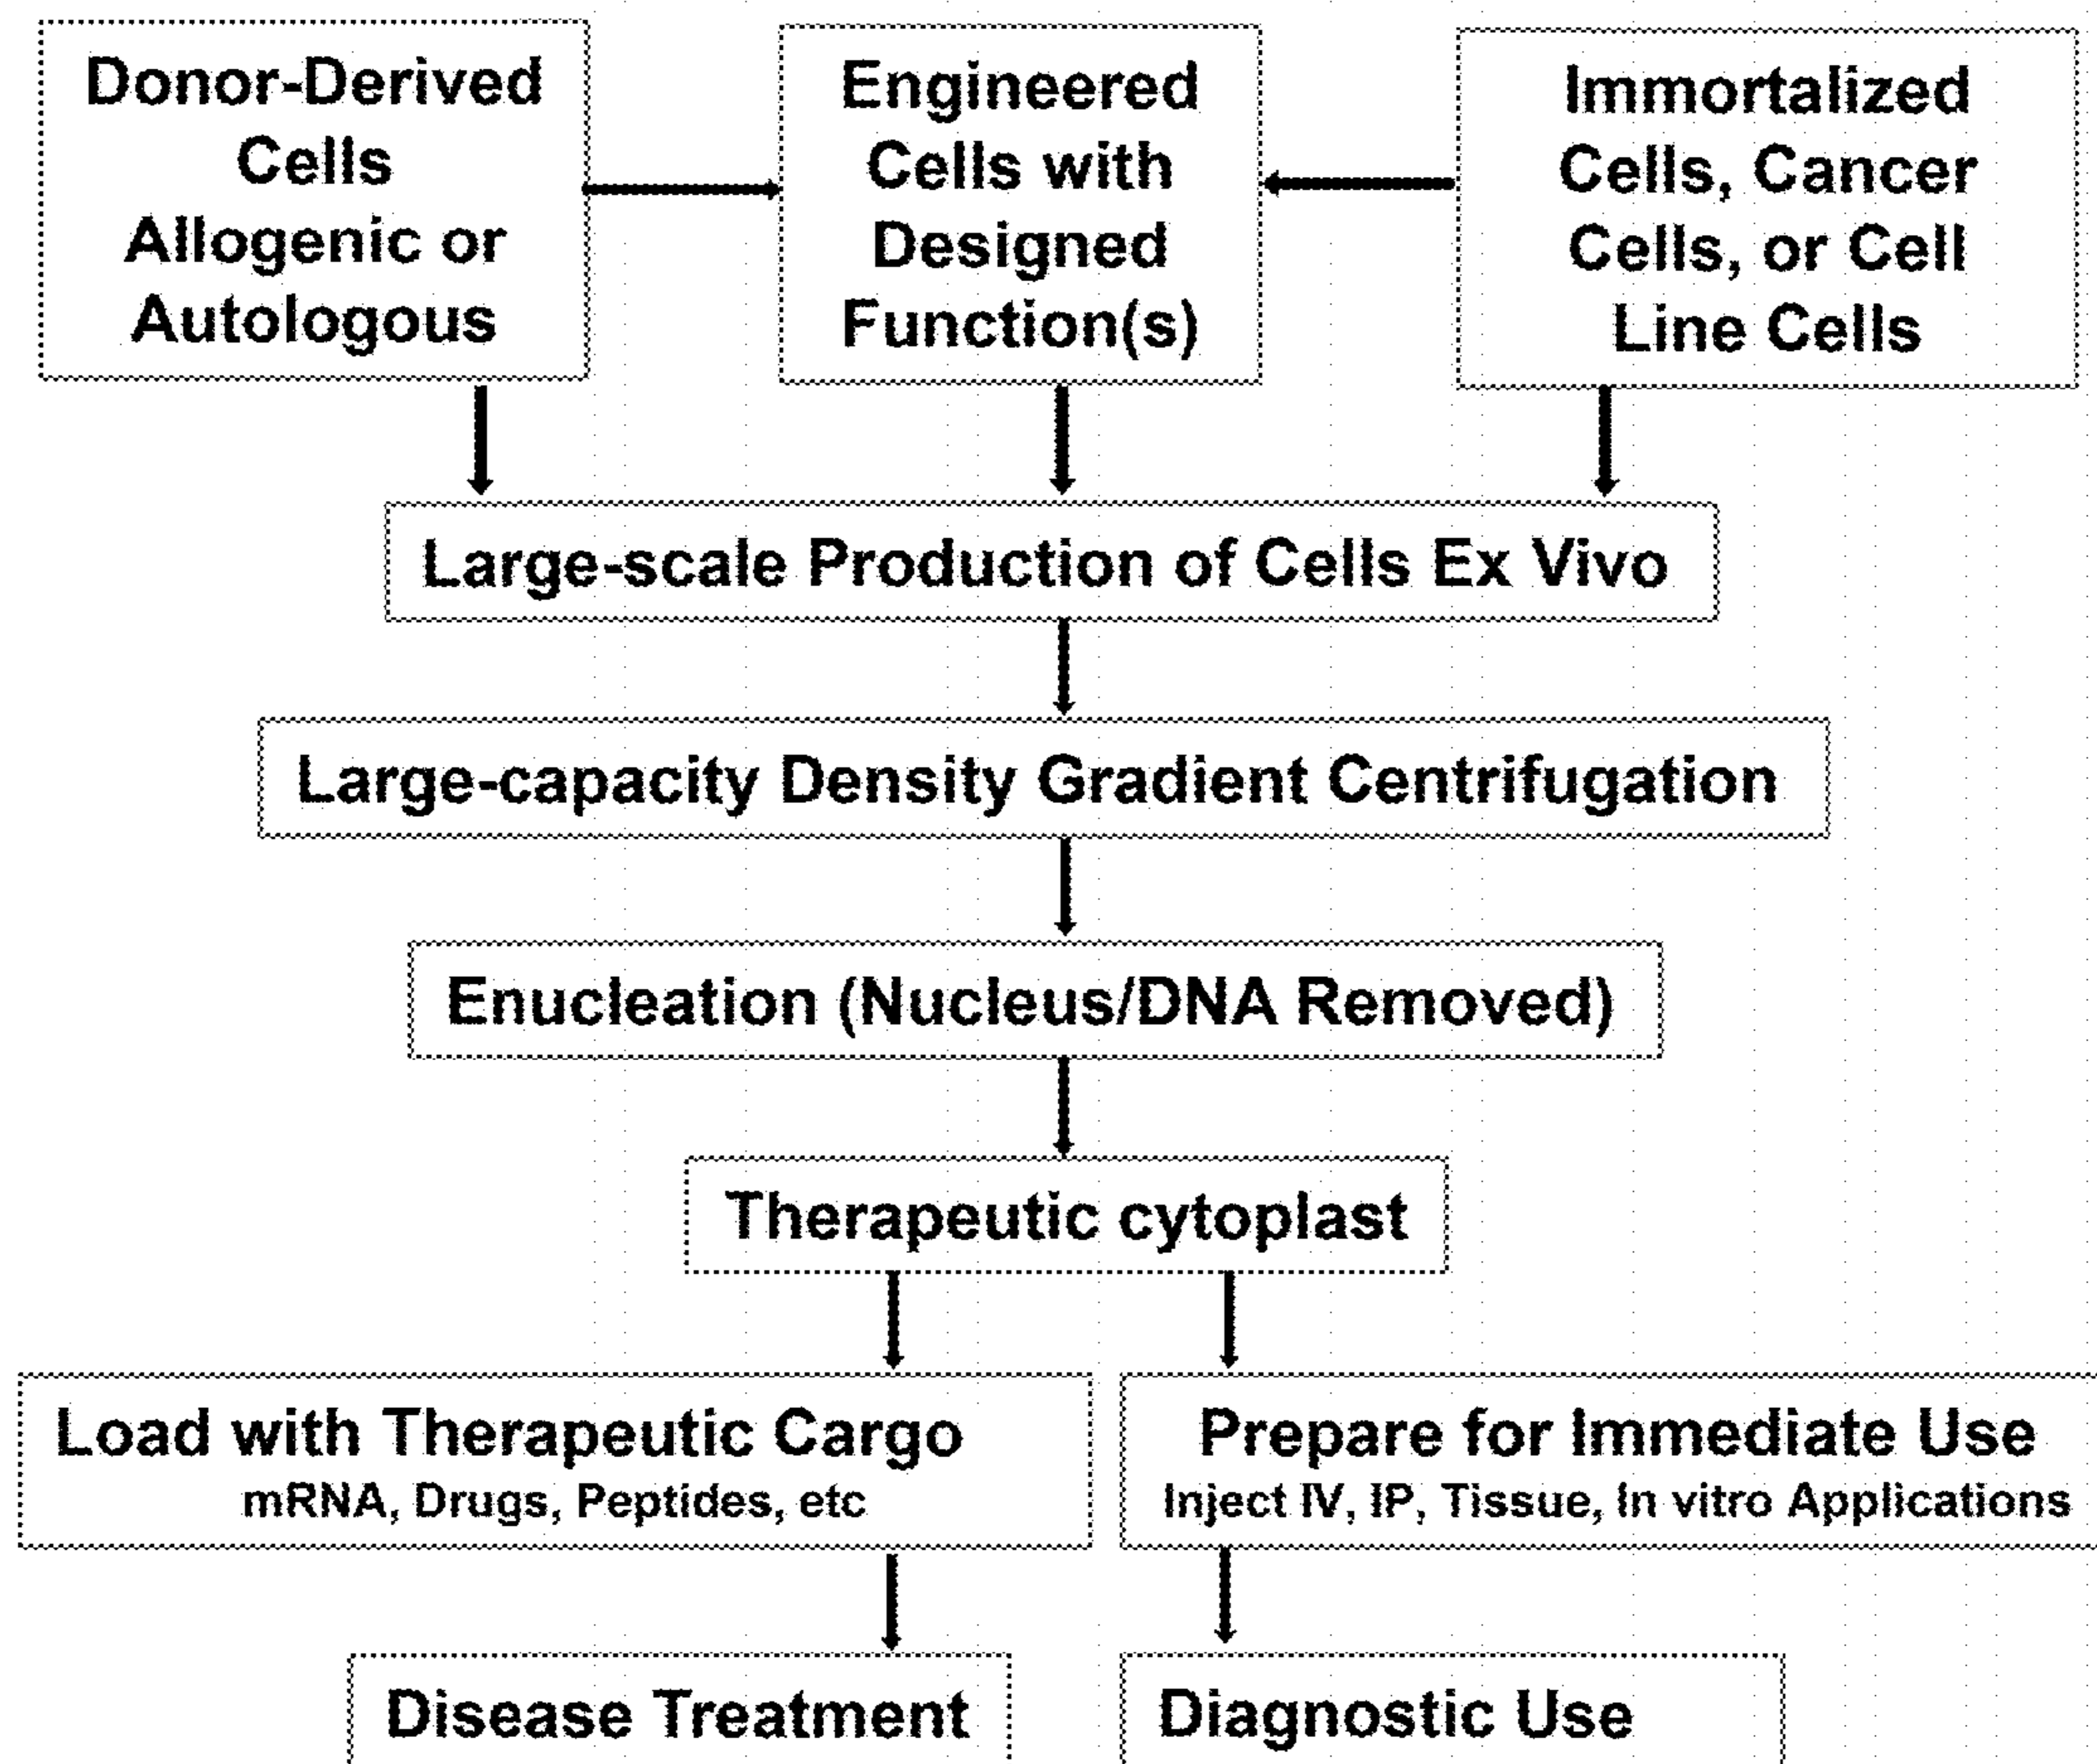 Donor-Derived
Cells
Allogenic or
Autologous
Engineered
Cells with
Designed
Function(s)
Immortalized
Cells, Cancer
Cells, or Cell
Line Cells
Large-scale Production of Cells Ex Vivo
Large-capacity Density Gradient Centrifugation
Enucleation (Nucleus/DNA Removed)
Therapeutic cytoplast
Load with Therapeutic Cargo
mRNA, Drugs, Peptides, etc
Prepare for Immediate Use
Inject IV, IP, Tissue, In vitro Applications
Disease Treatment
Diagnostic Use